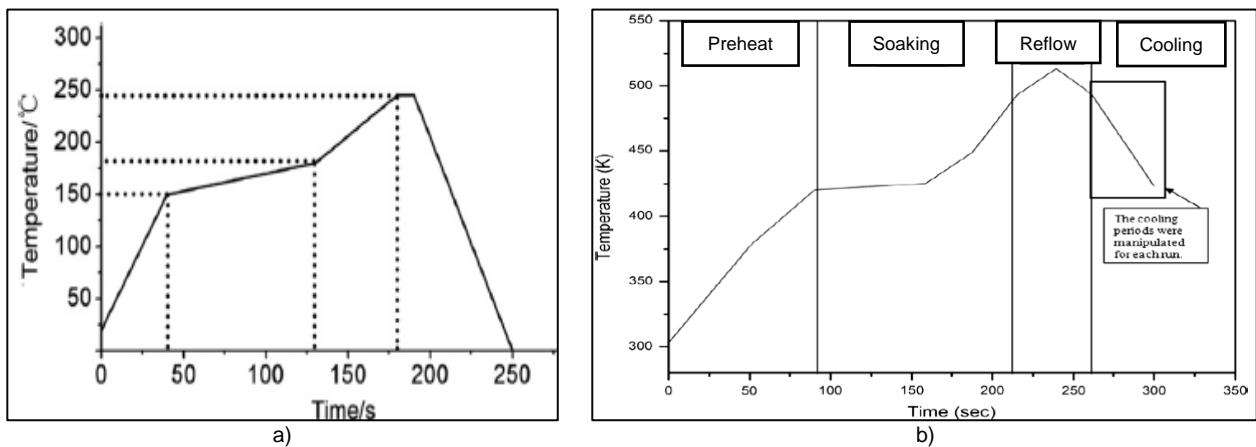 300
250
200
150
100
50
Temperature/℃
0 50 100 150 200 250
Time/s
a)
550
500
450
400
350
300
Temperature (K)
Preheat Soaking Reflow Cooling
The cooling
periods were
manipulated
for each run.
0 50 100 150 200 250 300 350
Time (sec)
b)